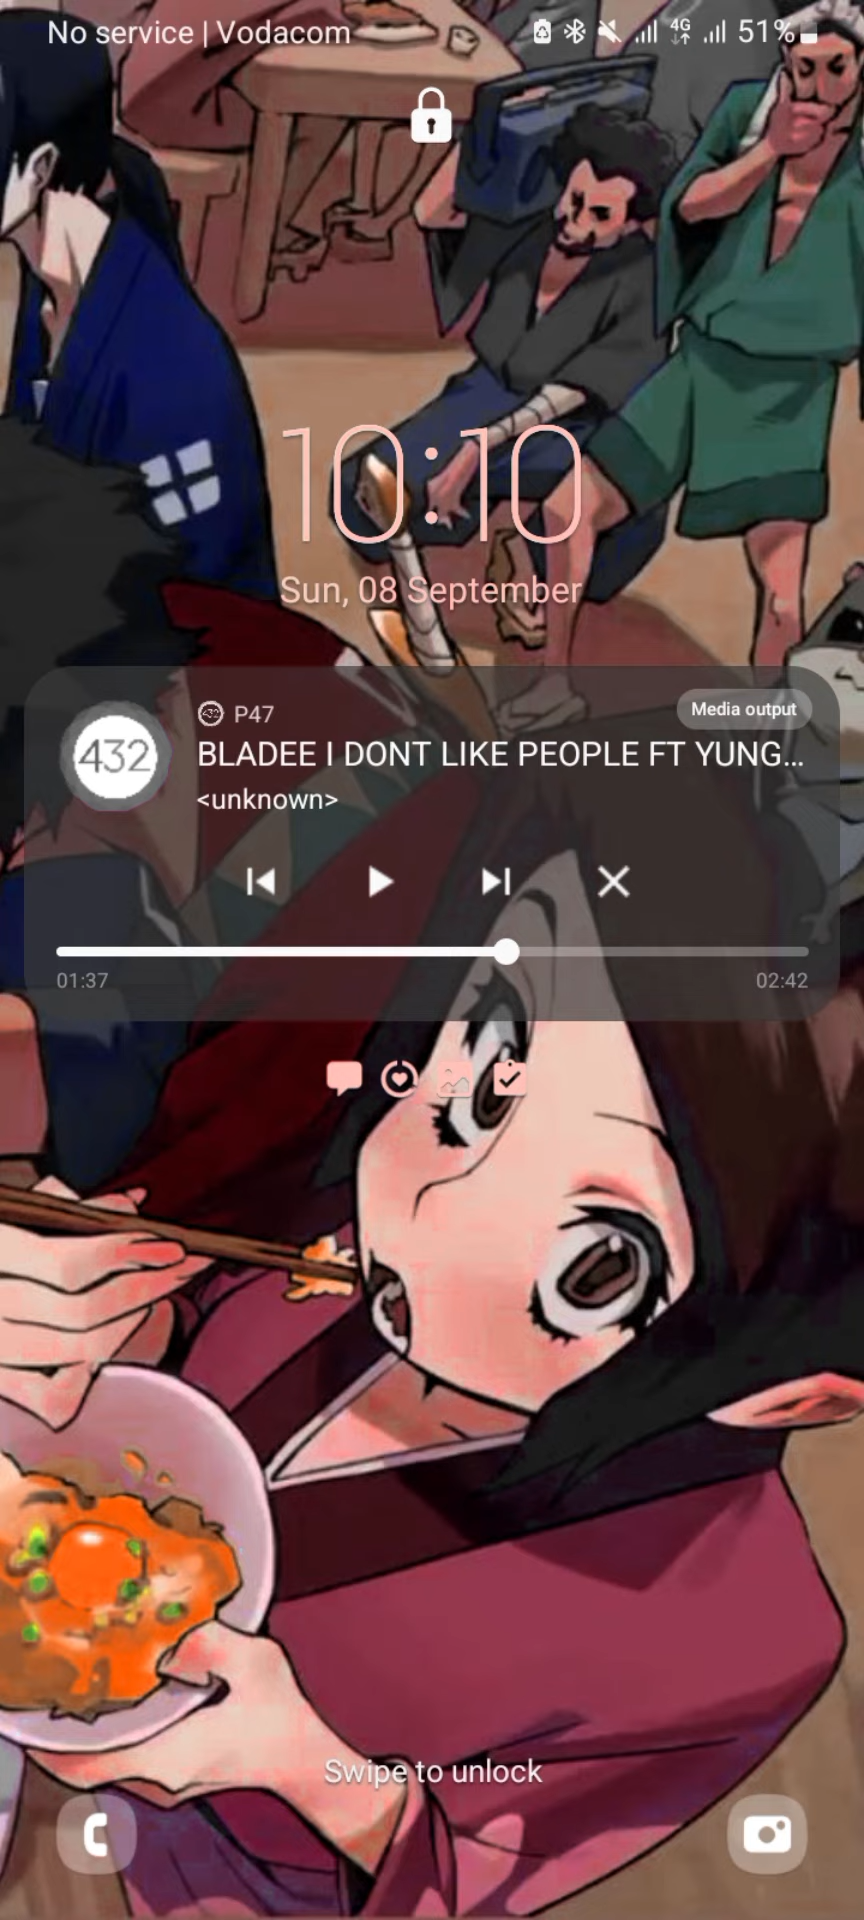 No service | Vodacom
4G
51%
10:10
Sun, 08 September
432
P47
Media output
BLADEE I DONT LIKE PEOPLE FT YUNG...
<unknown>
01:37
02:42
Swipe to unlock